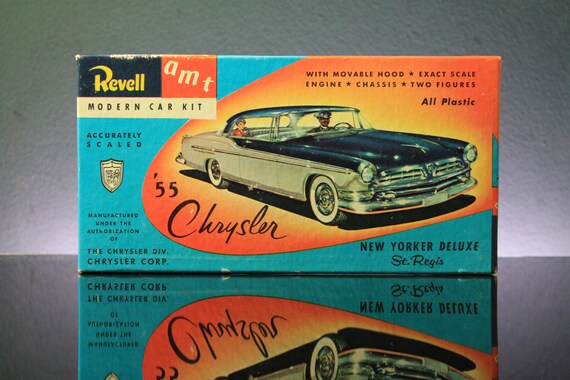 Revell
amt
MODERN CAR KIT
WITH MOVABLE HOOD ★ EXACT SCALE
ENGINE ★ CHASSIS ★ TWO FIGURES
All Plastic
ACCURATELY
SCALED
'55
Chrysler
MANUFACTURED
UNDER THE
AUTHORIZATION
OF
THE CHRYSLER DIV.
CHRYSLER CORP.
NEW YORKER DELUXE
St. Regis